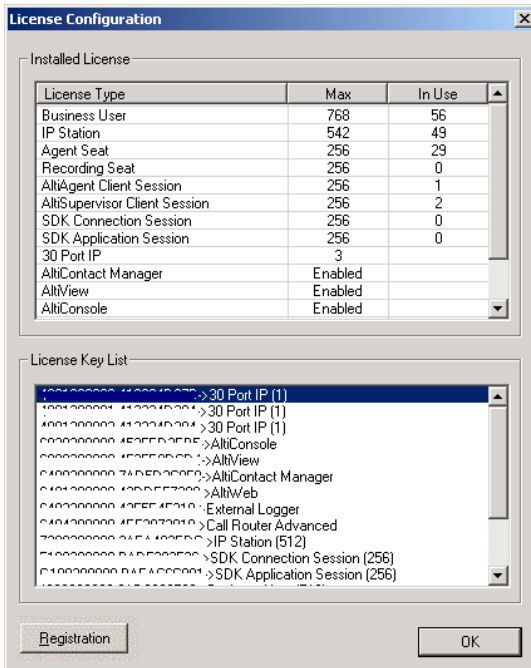 License Configuration
Installed License
License Type Max In Use
Business User 768 56
IP Station 542 49
Agent Seat 256 29
Recording Seat 256 0
AltiAgent Client Session 256 1
AltiSupervisor Client Session 256 2
SDK Connection Session 256 0
SDK Application Session 256 0
30 Port IP 3
AltiContact Manager Enabled
AltiView Enabled
AltiConsole Enabled
License Key List
->30 Port IP (1)
>30 Port IP (1)
>30 Port IP (1)
->AltiConsole
->AltiView
->AltiContact Manager
>AltiWeb
External Logger
>Call Router Advanced
>IP Station (512)
>SDK Connection Session (256)
->SDK Application Session (256)
Registration
OK